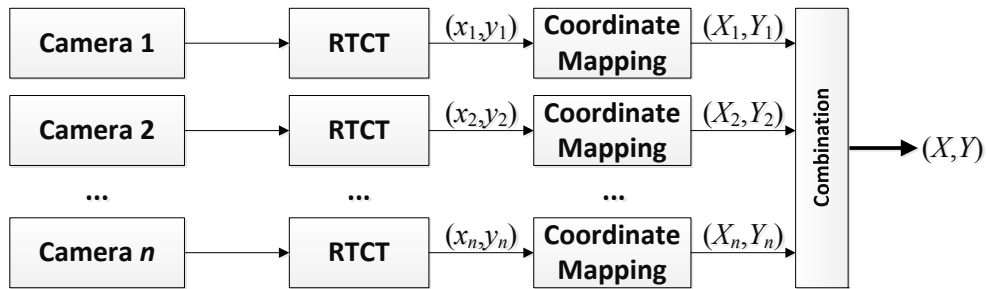 Camera 1 RTCT (x₁,y₁) Coordinate Mapping (X₁,Y₁)
Camera 2 RTCT (x₂,y₂) Coordinate Mapping (X₂,Y₂)
... ... ...
Camera n RTCT (xₙ,yₙ) Coordinate Mapping (Xₙ,Yₙ)
Combination
(X,Y)